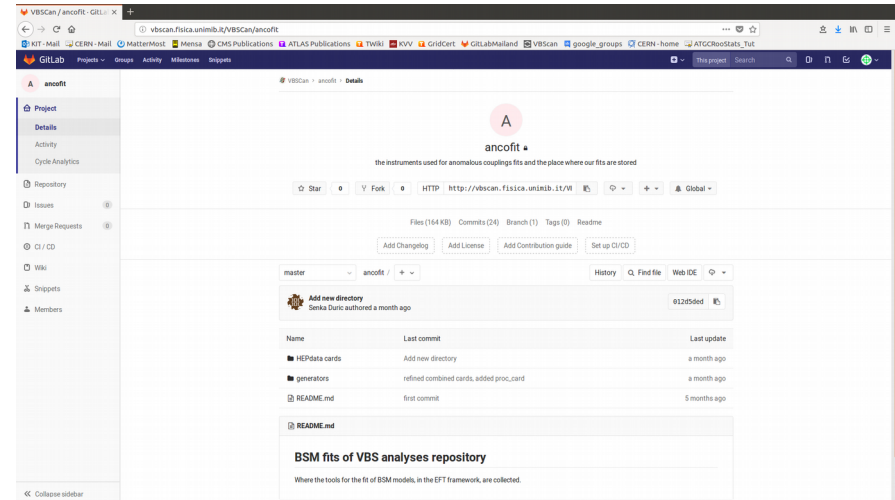 VBSCan / ancofit · GitLa
vbscan.fisica.unimib.it/VBSCan/ancofit
KIT - Mail CERN - Mail MatterMost Mensa CMS Publications ATLAS Publications TWiki KVV GridCert GitLabMailand VBScan google_groups CERN - home ATGCRooStats_Tut
GitLab Projects Groups Activity Milestones Snippets This project Search
A ancofit
Project
Details
Activity
Cycle Analytics
Repository
Issues 0
Merge Requests 0
CI / CD
Wiki
Snippets
Members
Collapse sidebar
VBSCan > ancofit > Details
A
ancofit
the instruments used for anomalous couplings fits and the place where our fits are stored
Star 0 Fork 0 HTTP http://vbscan.fisica.unimib.it/VI Global
Files (164 KB) Commits (24) Branch (1) Tags (0) Readme
Add Changelog Add License Add Contribution guide Set up CI/CD
master ancofit / + History Find file Web IDE
Add new directory
Senka Duric authored a month ago
012d5ded
Name Last commit Last update
HEPdata cards Add new directory a month ago
generators refined combined cards, added proc_card a month ago
README.md first commit 5 months ago
README.md
BSM fits of VBS analyses repository
Where the tools for the fit of BSM models, in the EFT framework, are collected.